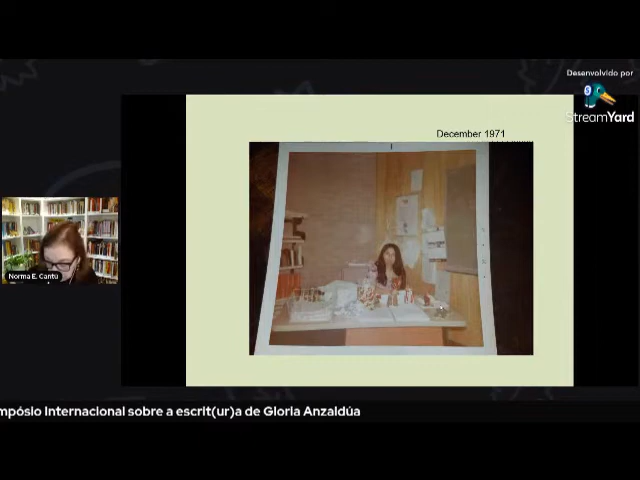 Desenvolvido por
StreamYard
December 1971
Norma E. Cantu
mpósio Internacional sobre a escrit(ur)a de Gloria Anzaldúa